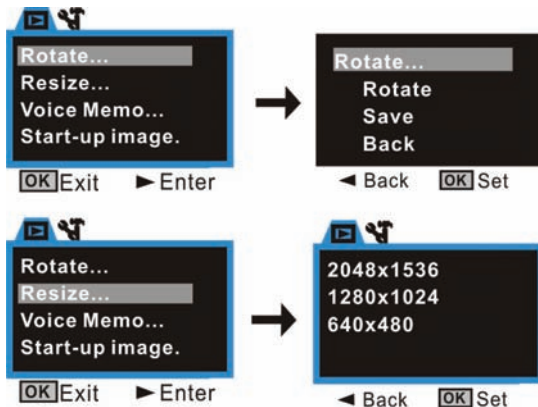 Rotate...
Resize...
Voice Memo...
Start-up image.
OK Exit ► Enter
Rotate...
Rotate
Save
Back
◄ Back OK Set
Rotate...
Resize...
Voice Memo...
Start-up image.
OK Exit ► Enter
2048x1536
1280x1024
640x480
◄ Back OK Set